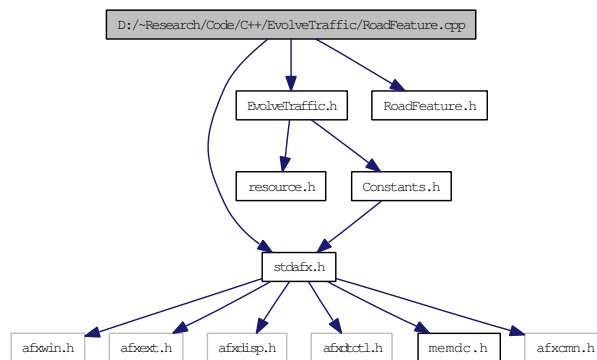 D:/~Research/Code/C++/EvolveTraffic/RoadFeature.cpp
EvolveTraffic.h
RoadFeature.h
resource.h
Constants.h
stdafx.h
afxwin.h
afxext.h
afxdisp.h
afxdtctl.h
memdc.h
afxcmn.h